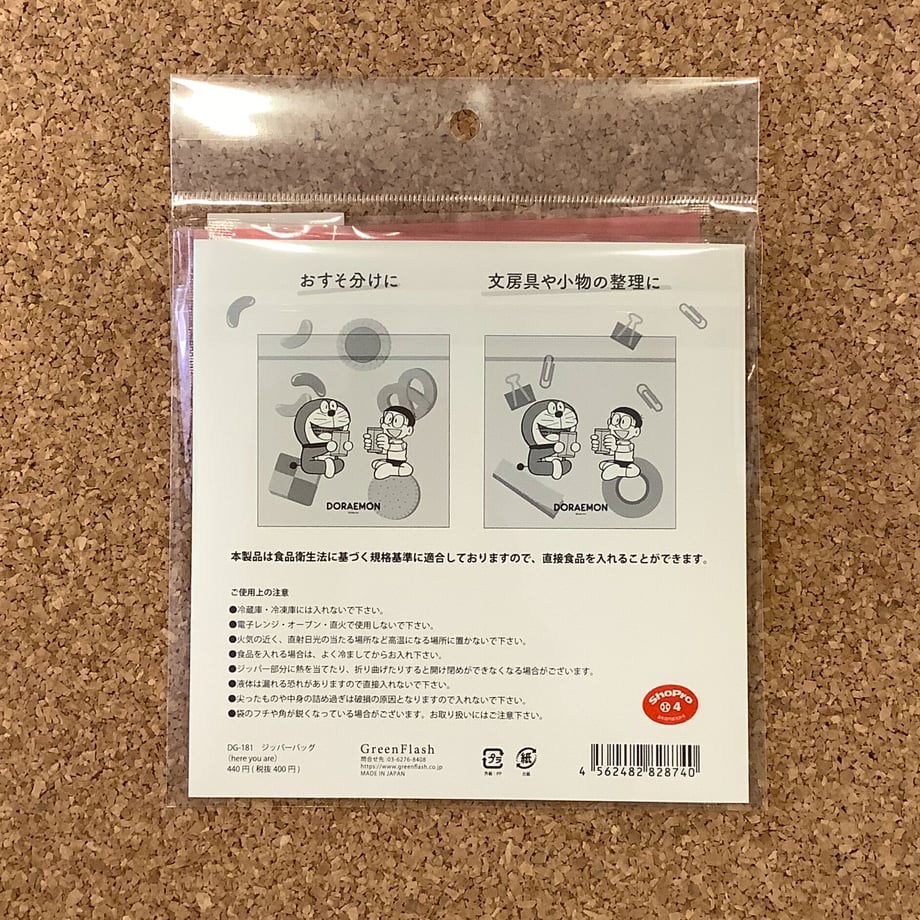 おすそ分けに
文房具や小物の整理に
DORAEMON
DORAEMON
本製品は食品衛生法に基づく規格基準に適合しておりますので、直接食品を入れることができます。
ご使用上の注意
●冷蔵庫・冷凍庫には入れないで下さい。
●電子レンジ・オーブン・直火で使用しないで下さい。
●火気の近く、直射日光の当たる場所など高温になる場所に置かないで下さい。
●食品を入れる場合は、よく冷ましてからお入れ下さい。
●ジッパー部分に熱を当てたり、折り曲げたりすると開け閉めができなくなる場合がございます。
●液体は漏れる恐れがありますので直接入れないで下さい。
●尖ったものや中身の詰め過ぎは破損の原因となりますので入れないで下さい。
●袋のフチや角が鋭くなっている場合がございます。お取り扱いにはご注意下さい。
ShoPro
4
DG-181 ジッパーバッグ
(here you are)
440円(税抜400円)
GreenFlash
問合せ先:03-6276-8408
https://www.greenflash.co.jp
MADE IN JAPAN
プラ
外装:PP
紙
台紙
4 562482 828740